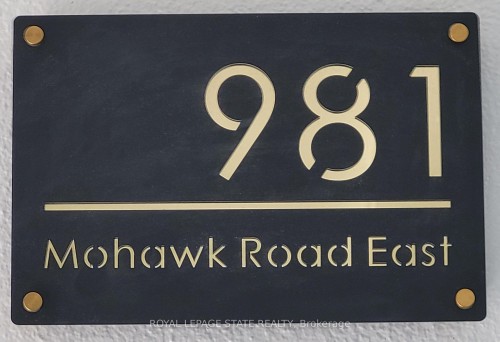 981
Mohawk Road East
ROYAL LEPAGE STATE REALTY, Brokerage